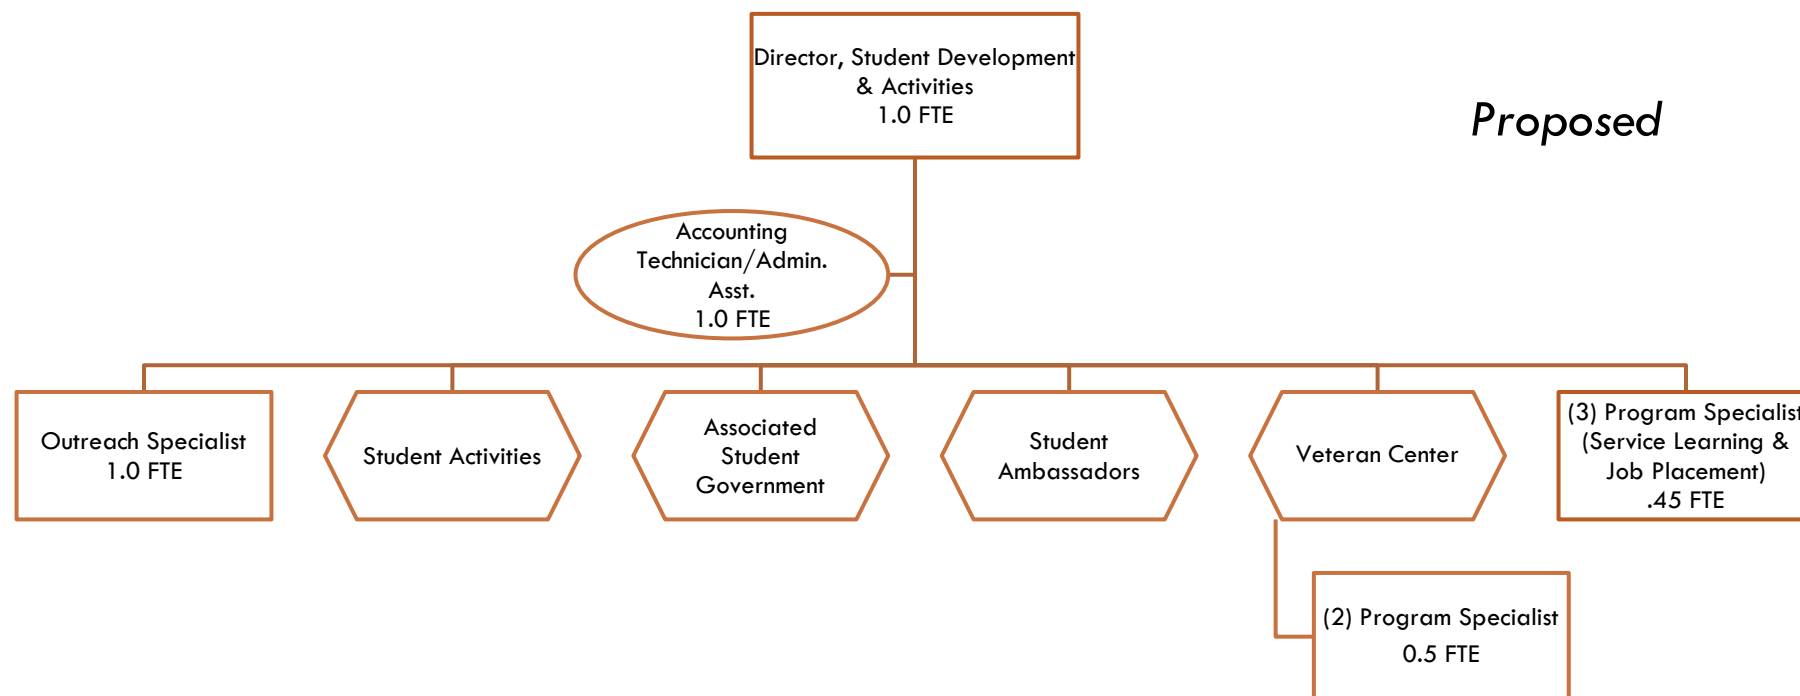 Director, Student Development
& Activities
1.0 FTE
Proposed
Accounting
Technician/Admin.
Asst.
1.0 FTE
Outreach Specialist
1.0 FTE
Student Activities
Associated
Student
Government
Student
Ambassadors
Veteran Center
(3) Program Specialist
(Service Learning &
Job Placement)
.45 FTE
(2) Program Specialist
0.5 FTE